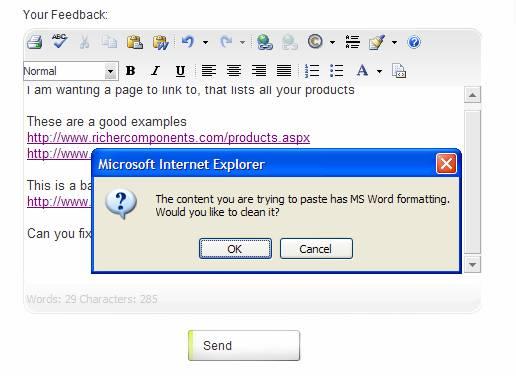 Your Feedback:
ABC
Normal B I U A
I am wanting a page to link to, that lists all your products
These are a good examples
http://www.richercomponents.com/products.aspx
http://www.
Microsoft Internet Explorer
The content you are trying to paste has MS Word formatting.
Would you like to clean it?
OK Cancel
This is a ba
http://www.
Can you fix
Words: 29 Characters: 285
Send